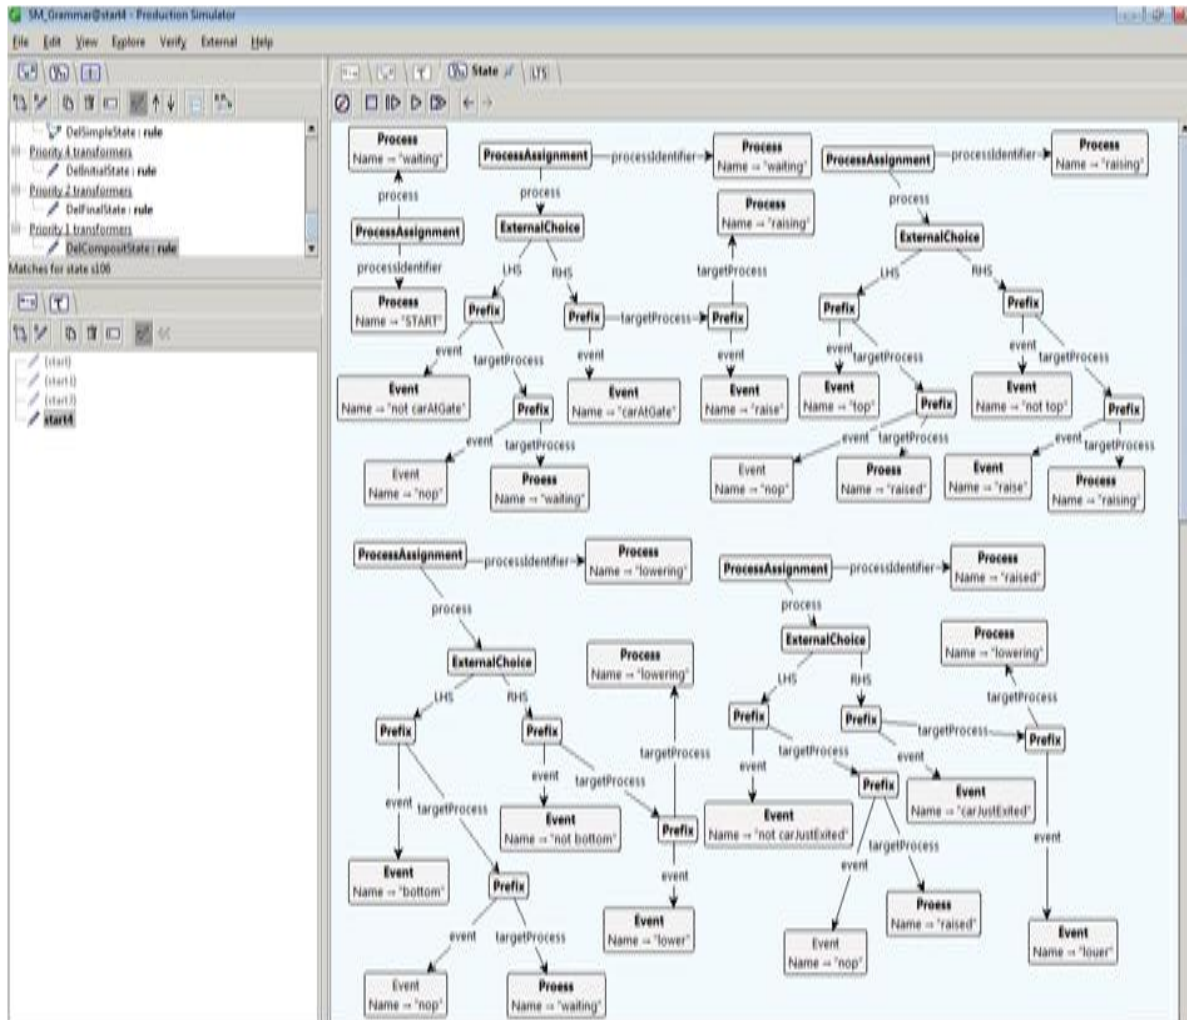 SM_Grammar@start4 - Production Simulator
File Edit View Explore Verify External Help
State LTS
DelSimpleState : rule
Priority 4 transformers
DelInitialState : rule
Priority 2 transformers
DelFinalState : rule
Priority 1 transformers
DelCompositState : rule
Matches for state s106
(start)
start4
Process
Name → "waiting"
process
ProcessAssignment
processIdentifier
Process
Name → "START"
ProcessAssignment
processIdentifier
Process
Name → "waiting"
process
ExternalChoice
LHS
RHS
Prefix
Prefix
targetProcess
Prefix
targetProcess
Process
Name → "raising"
event
targetProcess
event
event
Event
Name → "not carAtGate"
Prefix
Event
Name → "carAtGate"
Event
Name → "raise"
event
targetProcess
Event
Name → "nop"
Proess
Name → "waiting"
ProcessAssignment
processIdentifier
Process
Name → "raising"
process
ExternalChoice
LHS
RHS
Prefix
Prefix
event
targetProcess
event
targetProcess
Event
Name → "top"
Prefix
Event
Name → "not top"
Prefix
event
targetProcess
event
targetProcess
Event
Name → "nop"
Proess
Name → "raised"
Event
Name → "raise"
Process
Name → "raising"
ProcessAssignment
processIdentifier
Process
Name → "lowering"
process
ExternalChoice
LHS
RHS
Prefix
Prefix
Process
Name → "lowering"
targetProcess
event
targetProcess
event
targetProcess
Event
Name → "not bottom"
Prefix
Event
Name → "bottom"
Prefix
event
Event
Name → "lower"
event
targetProcess
Event
Name → "nop"
Proess
Name → "waiting"
ProcessAssignment
processIdentifier
Process
Name → "raised"
process
ExternalChoice
LHS
RHS
Process
Name → "lowering"
targetProcess
Prefix
Prefix
targetProcess
Prefix
event
targetProcess
event
Prefix
Event
Name → "not carJustExited"
Event
Name → "carJustExited"
event
targetProcess
event
Proess
Name → "raised"
Event
Name → "nop"
Event
Name → "louer"